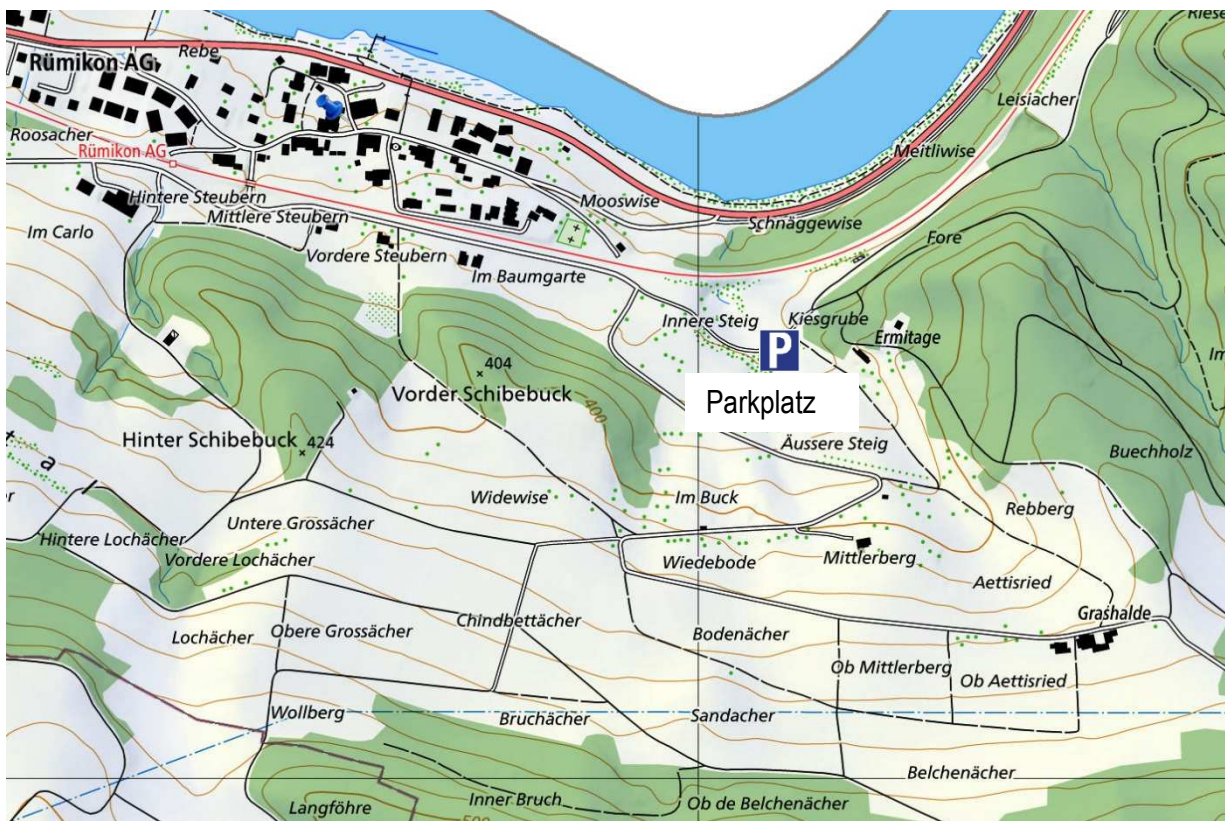 Rebe
Riese
Rümikon AG
Leisiacher
Roosacher
Rümikon AG
Meitliwise
Hintere Steubern
Mooswise
Mittlere Steubern
Schnäggewise
Im Carlo
Vordere Steubern
Fore
Im Baumgarte
Innere Steig
Kiesgrube
Ermitage
P
Im
404
Vorder Schibebuck
400
Parkplatz
Hinter Schibebuck
424
Äussere Steig
Buechholz
a
Widewise
Im Buck
Rebberg
Untere Grossächer
Hintere Lochächer
Vordere Lochächer
Wiedebode
Mittlerberg
Aettisried
Grashalde
Lochächer
Obere Grossächer
Chindbettächer
Bodenächer
Ob Mittlerberg
Ob Aettisried
Wollberg
Bruchächer
Sandacher
Belchenächer
Langföhre
Inner Bruch
Ob de Belchenächer
500